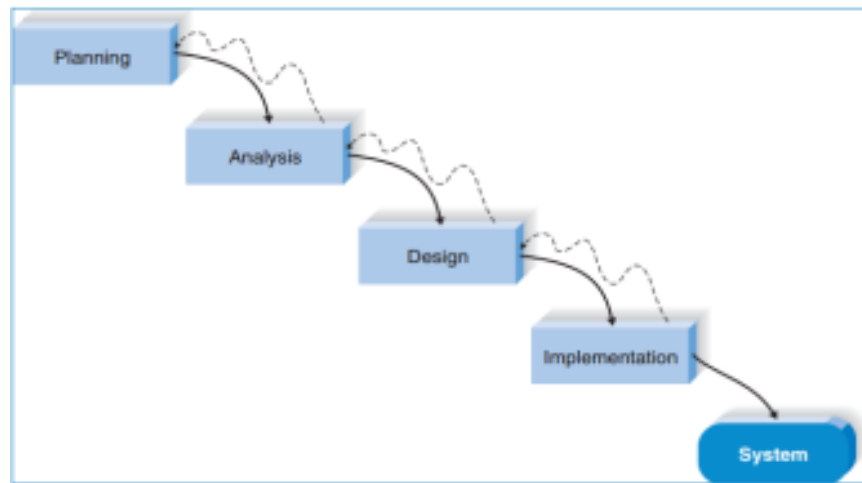 Planning
Analysis
Design
Implementation
System